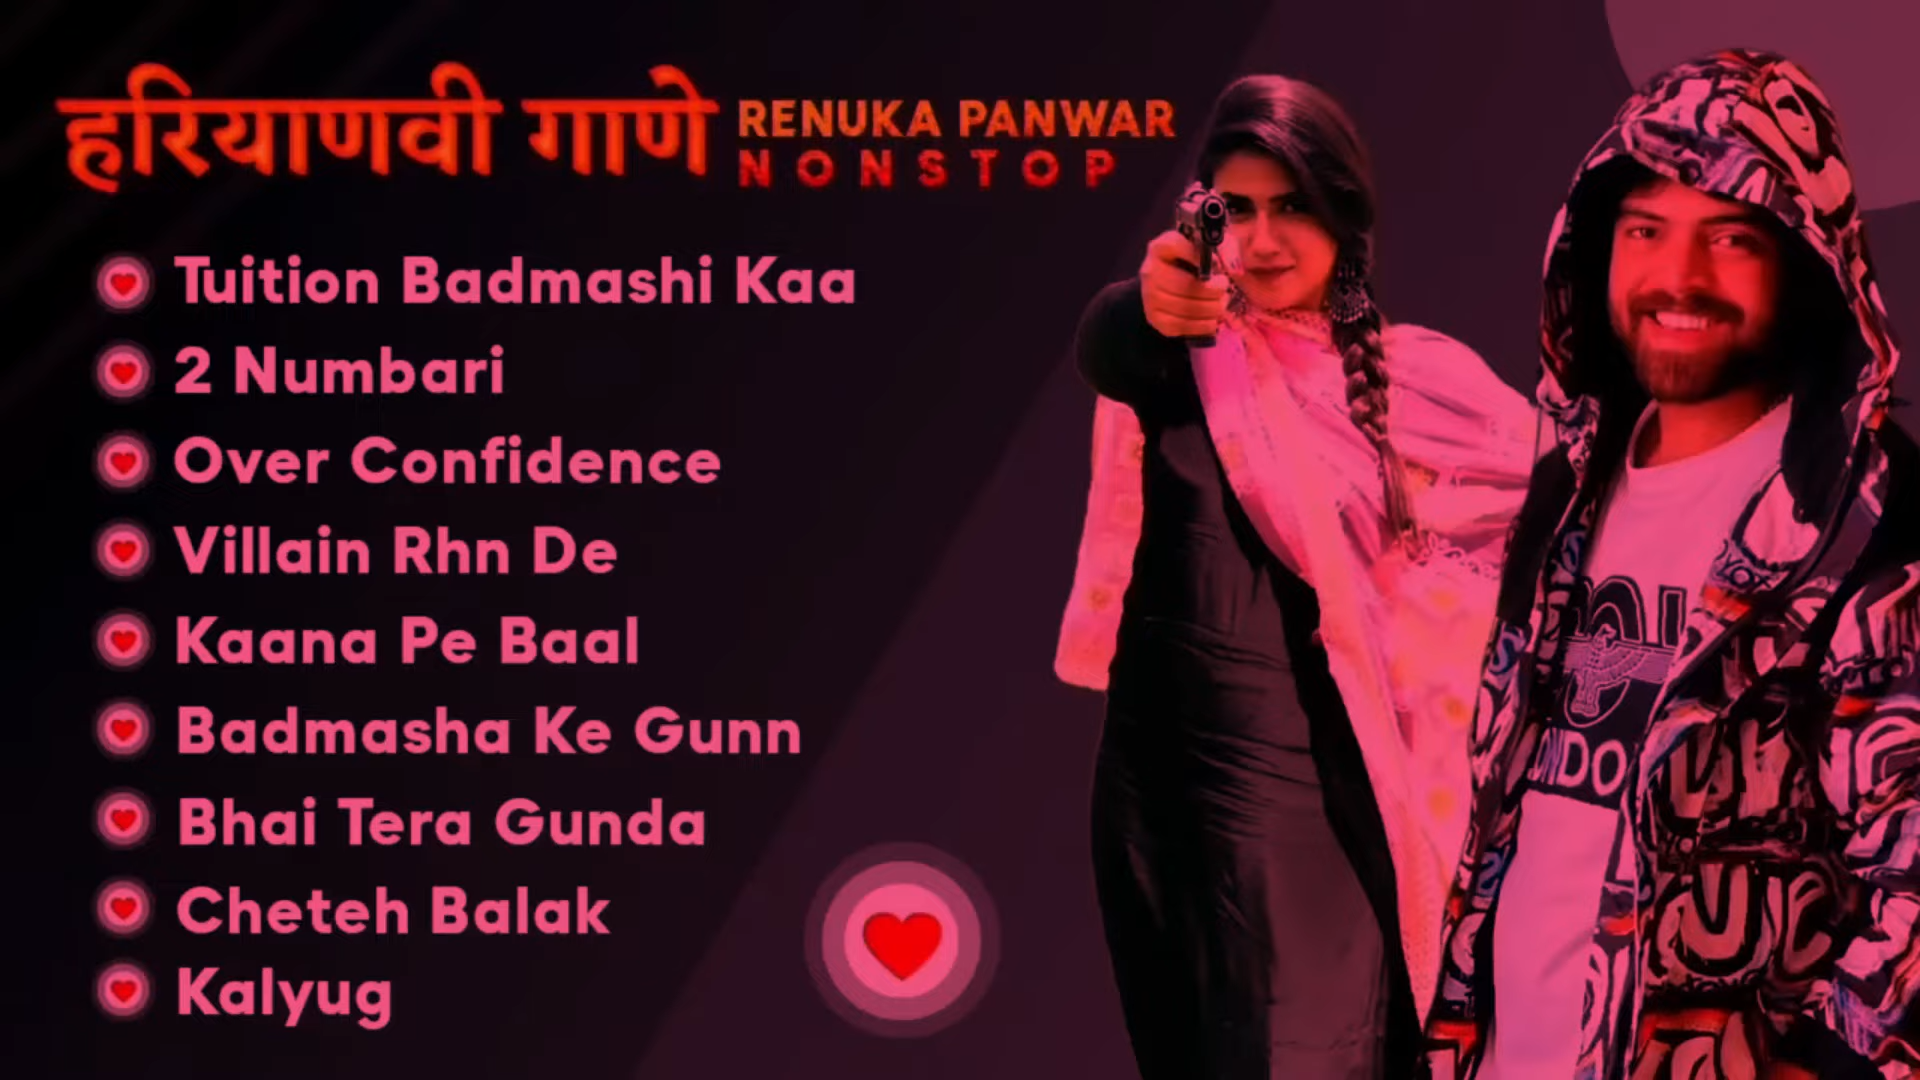 हरियाणवी गाने RENUKA PANWAR
NONSTOP
Tuition Badmashi Kaa
2 Numbari
Over Confidence
Villain Rhn De
Kaana Pe Baal
Badmasha Ke Gunn
Bhai Tera Gunda
Cheteh Balak
Kalyug